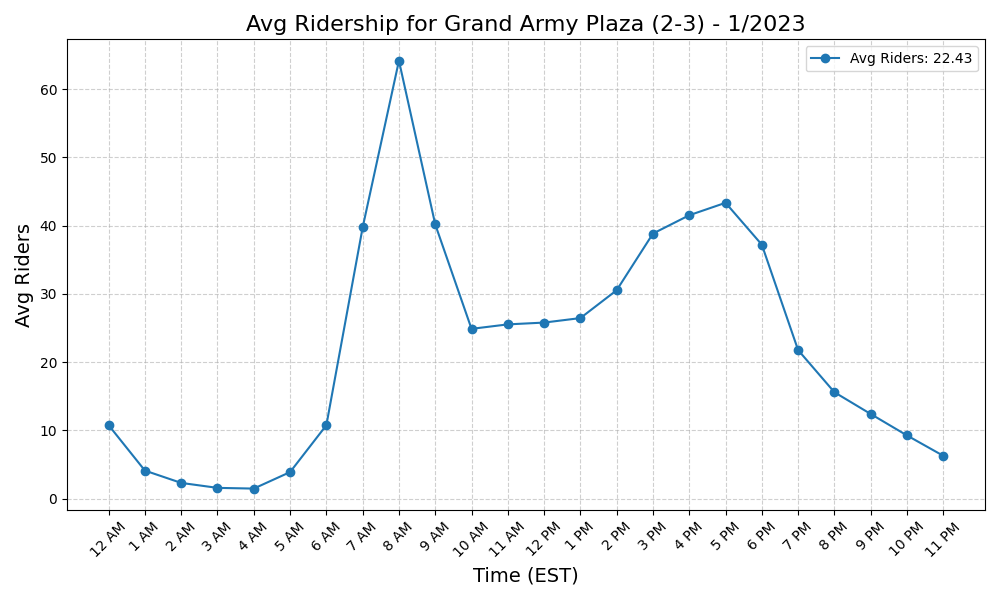 Avg Ridership for Grand Army Plaza (2-3) - 1/2023
Avg Riders: 22.43
Avg Riders
60
50
40
30
20
10
0
12 AM
1 AM
2 AM
3 AM
4 AM
5 AM
6 AM
7 AM
8 AM
9 AM
10 AM
11 AM
12 PM
1 PM
2 PM
3 PM
4 PM
5 PM
6 PM
7 PM
8 PM
9 PM
10 PM
11 PM
Time (EST)